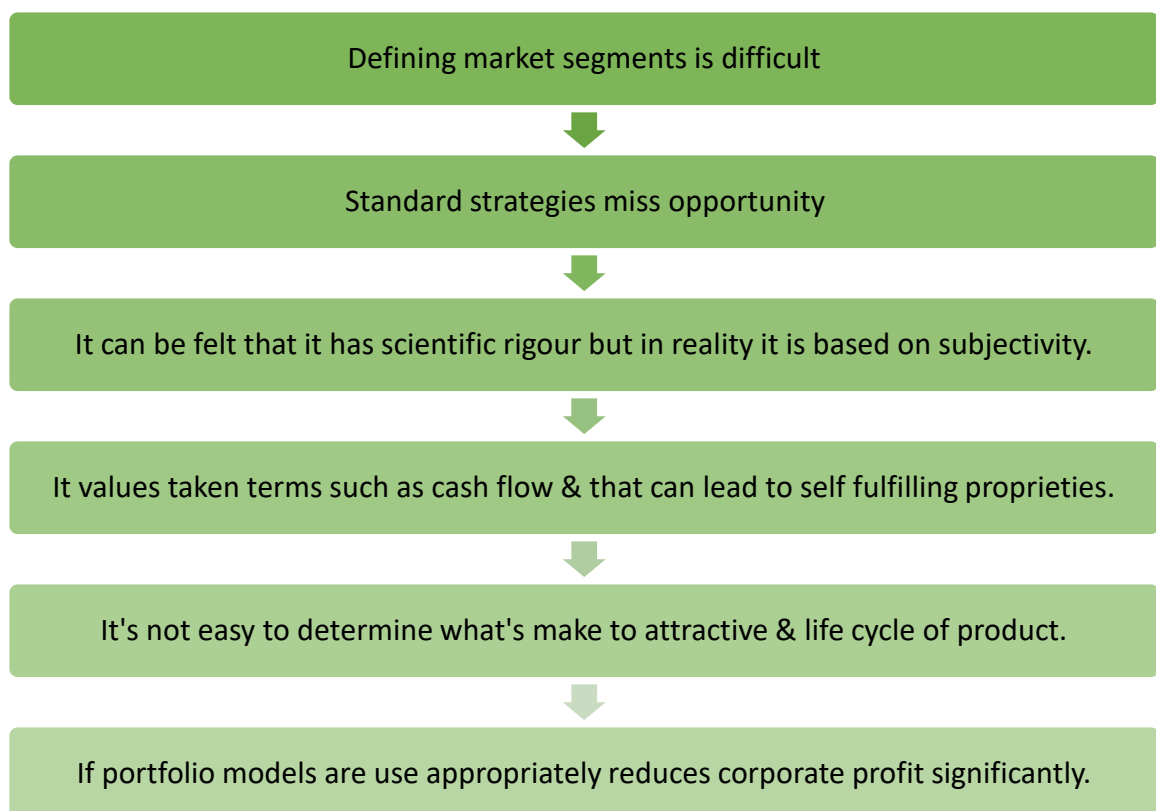 Defining market segments is difficult
Standard strategies miss opportunity
It can be felt that it has scientific rigour but in reality it is based on subjectivity.
It values taken terms such as cash flow & that can lead to self fulfilling proprieties.
It's not easy to determine what's make to attractive & life cycle of product.
If portfolio models are use appropriately reduces corporate profit significantly.